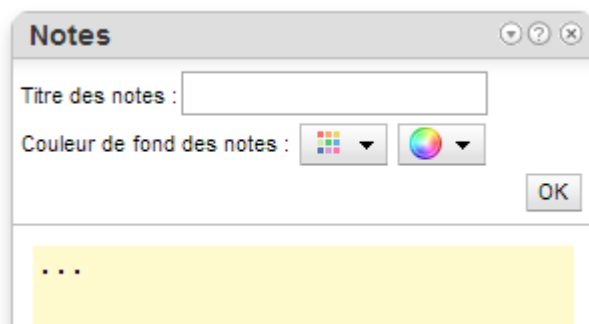 Notes
Titre des notes :
Couleur de fond des notes :
OK
...